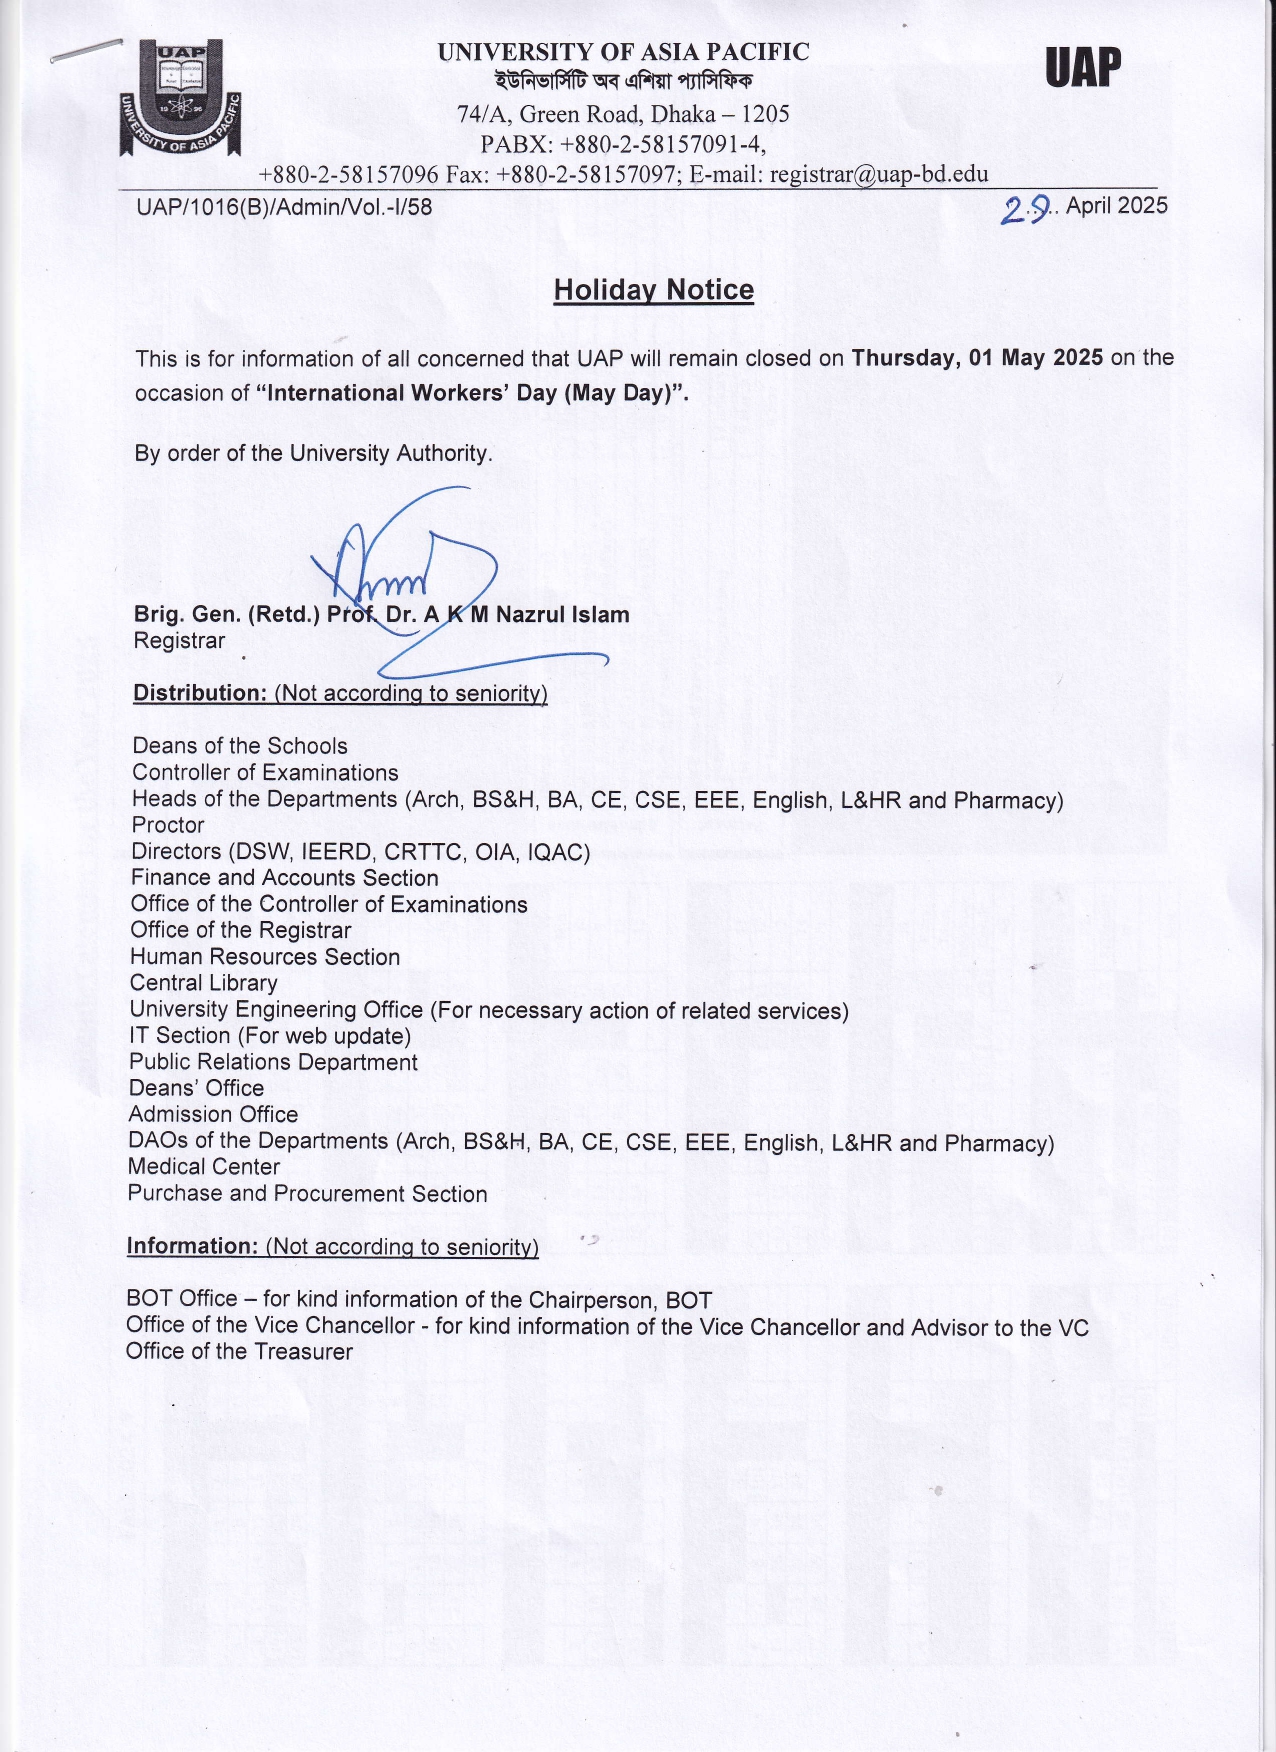 UAP
UNIVERSITY OF ASIA PACIFIC
UNIVERSITY OF ASIA PACIFIC
ইউনিভার্সিটি অব এশিয়া প্যাসিফিক
UAP
74/A, Green Road, Dhaka – 1205
PABX: +880-2-58157091-4,
+880-2-58157096 Fax: +880-2-58157097; E-mail: registrar@uap-bd.edu
UAP/1016(B)/Admin/Vol.-I/58
29.. April 2025
Holiday Notice
This is for information of all concerned that UAP will remain closed on Thursday, 01 May 2025 on the
occasion of “International Workers’ Day (May Day)”.
By order of the University Authority.
Brig. Gen. (Retd.) Prof. Dr. A K M Nazrul Islam
Registrar
Distribution: (Not according to seniority)
Deans of the Schools
Controller of Examinations
Heads of the Departments (Arch, BS&H, BA, CE, CSE, EEE, English, L&HR and Pharmacy)
Proctor
Directors (DSW, IEERD, CRTTC, OIA, IQAC)
Finance and Accounts Section
Office of the Controller of Examinations
Office of the Registrar
Human Resources Section
Central Library
University Engineering Office (For necessary action of related services)
IT Section (For web update)
Public Relations Department
Deans’ Office
Admission Office
DAOs of the Departments (Arch, BS&H, BA, CE, CSE, EEE, English, L&HR and Pharmacy)
Medical Center
Purchase and Procurement Section
Information: (Not according to seniority)
BOT Office – for kind information of the Chairperson, BOT
Office of the Vice Chancellor - for kind information of the Vice Chancellor and Advisor to the VC
Office of the Treasurer